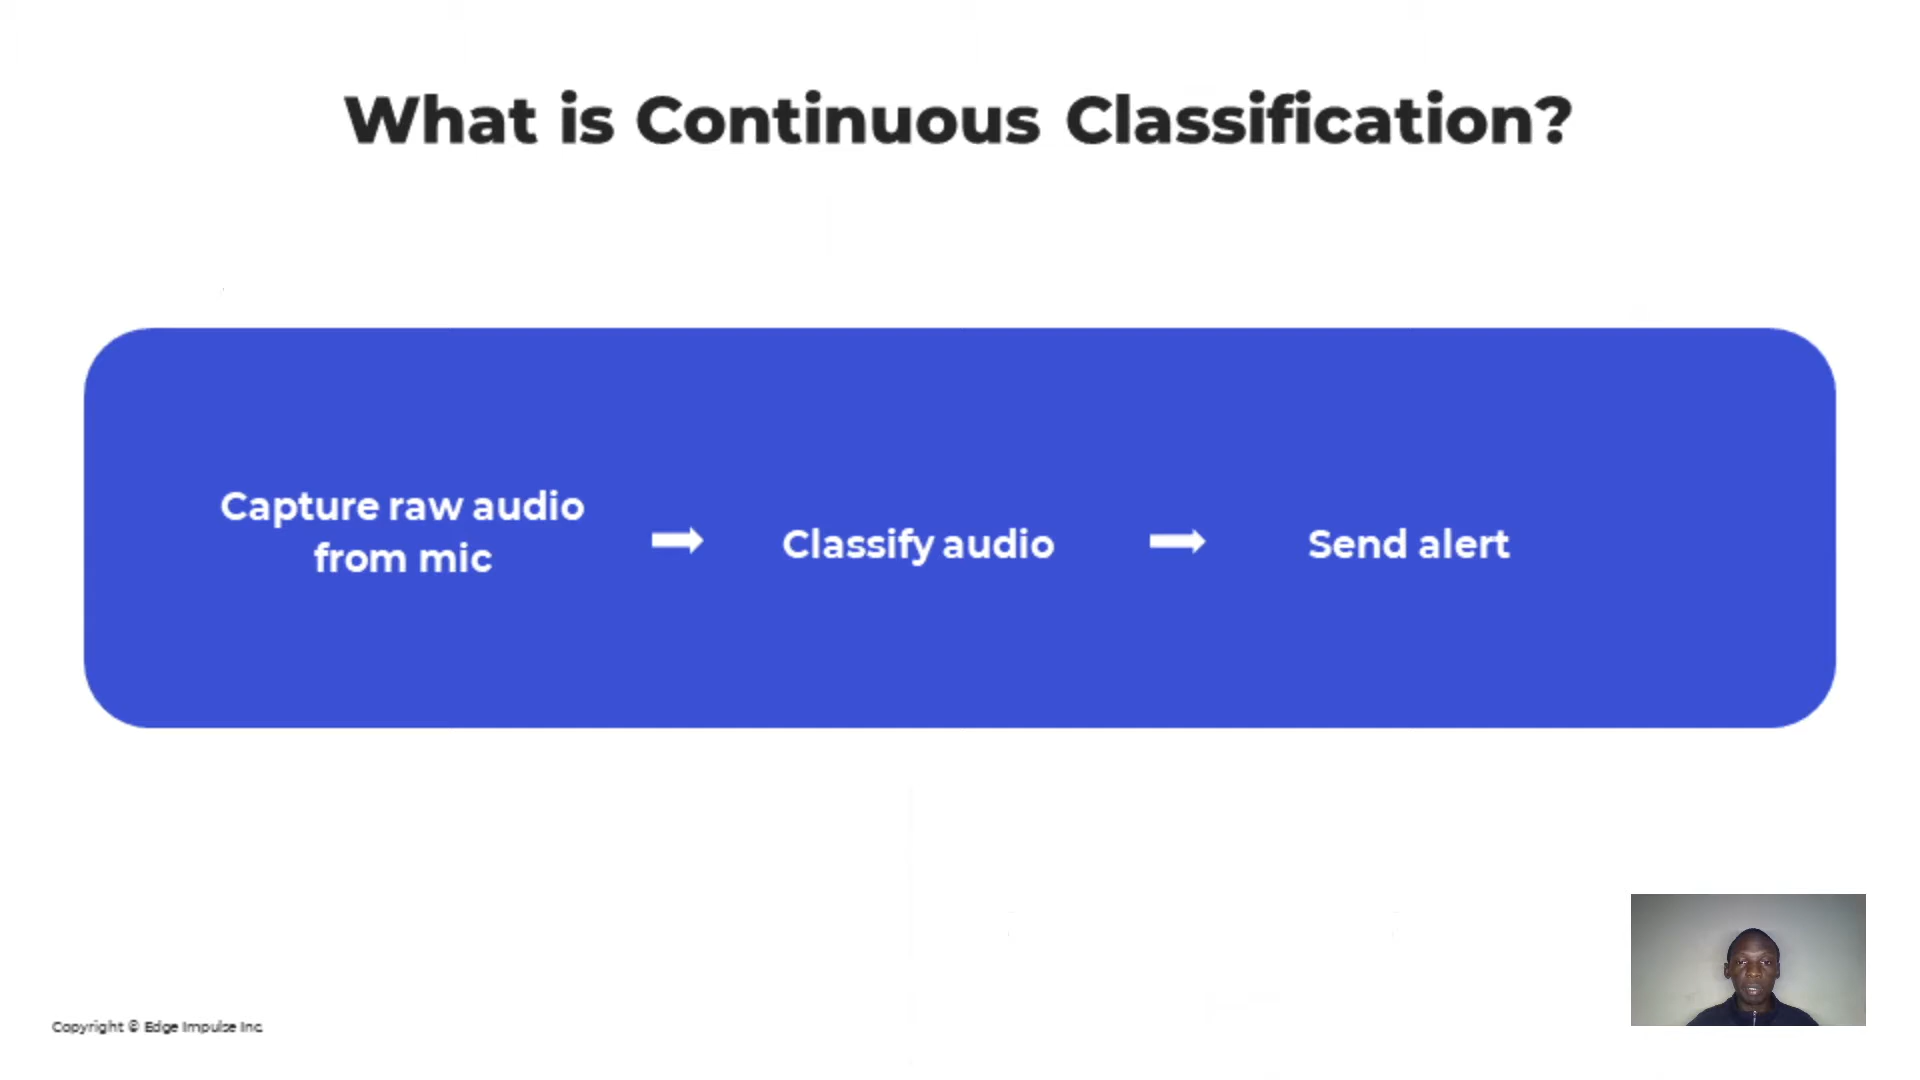 What is Continuous Classification?
Capture raw audio
from mic
Classify audio
Send alert
Copyright © Edge Impulse Inc.